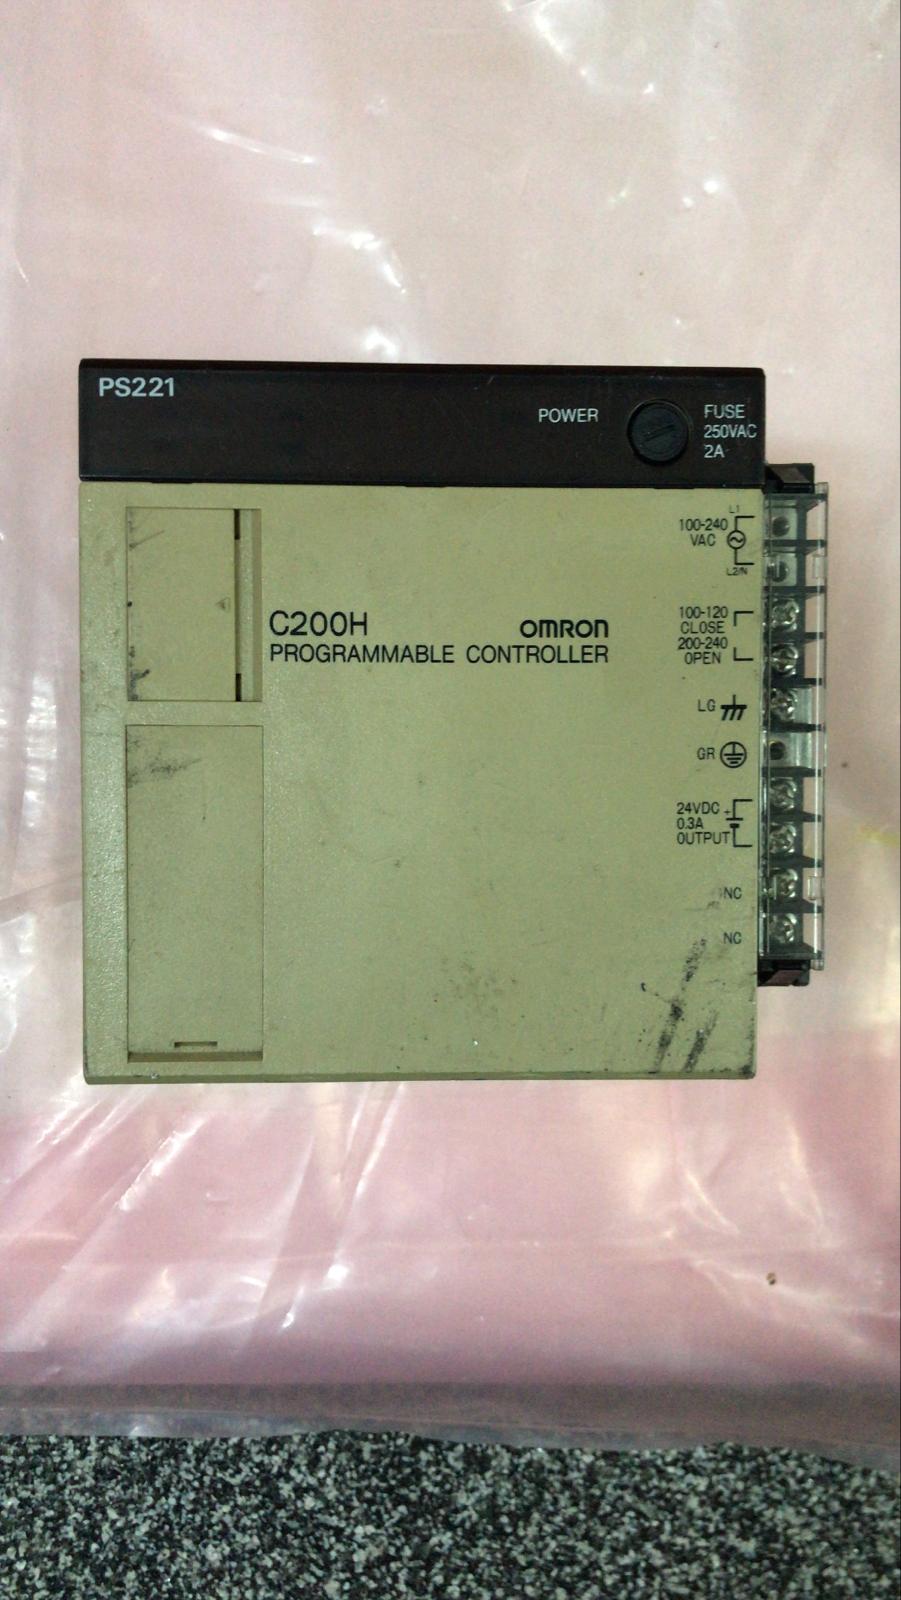 PS221
POWER
FUSE
250VAC
2A
L1
100-240
VAC
L2/N
C200H
OMRON
PROGRAMMABLE CONTROLLER
100-120
CLOSE
200-240
OPEN
LG
GR
24VDC +
0.3A
OUTPUT
NC
NC